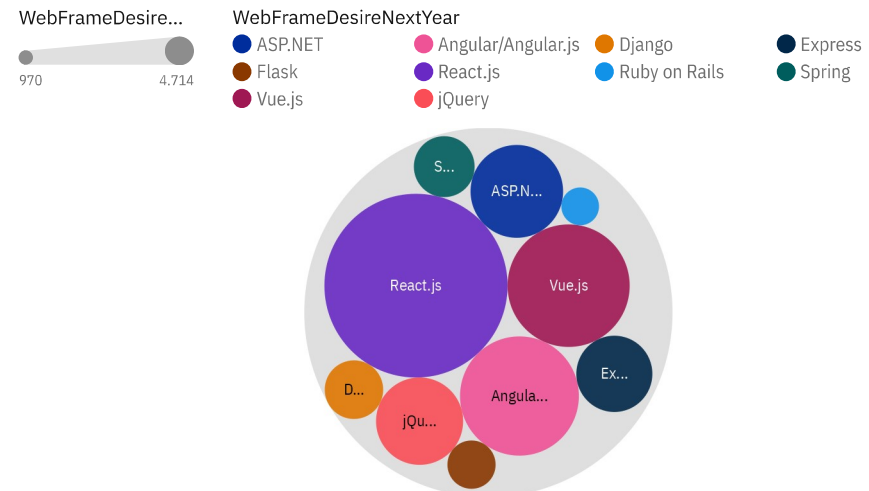 WebFrameDesire...
970
4.714
WebFrameDesireNextYear
ASP.NET
Angular/Angular.js
Django
Express
Flask
React.js
Ruby on Rails
Spring
Vue.js
jQuery
S...
ASP.N...
React.js
Vue.js
Ex...
D...
Angula...
jQu...